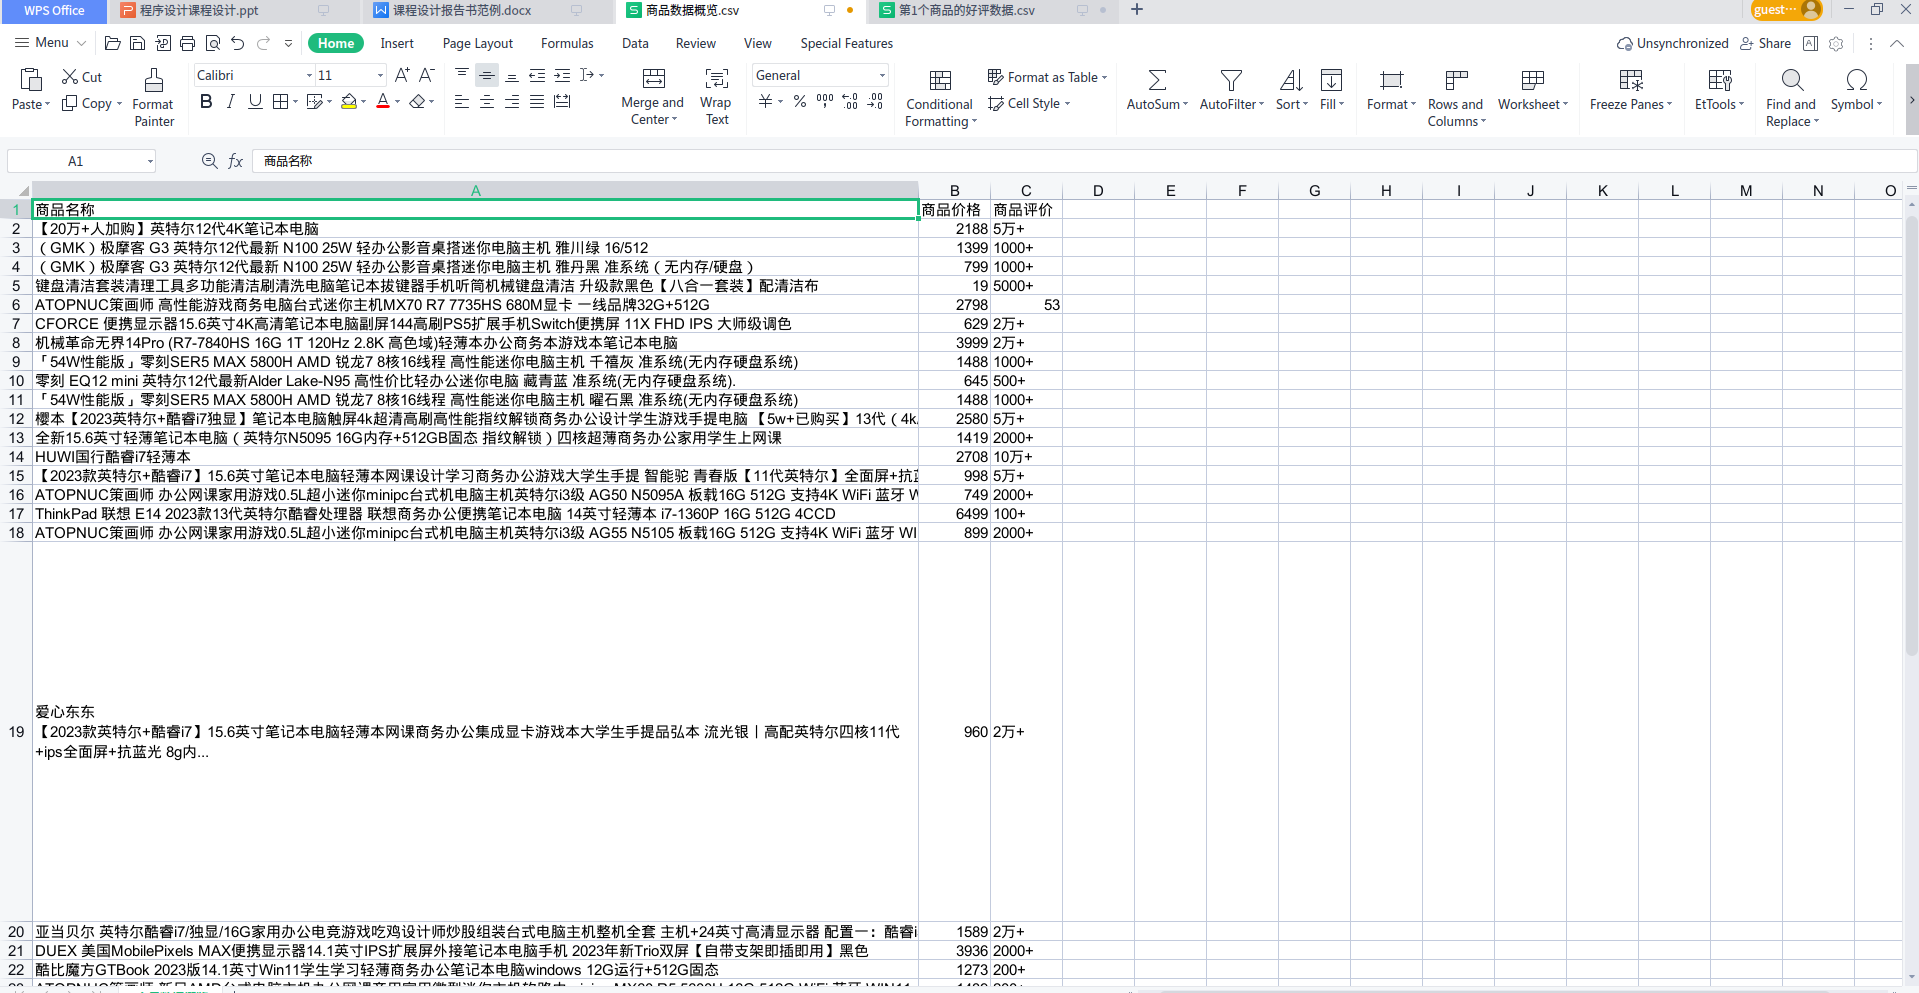 WPS Office 程序设计课程设计.ppt 课程设计报告书范例.docx 商品数据概览.csv 第1个商品的好评数据.csv guest···
Menu Home Insert Page Layout Formulas Data Review View Special Features Unsynchronized Share
Paste Cut Copy Format Painter Calibri 11 Merge and Center Wrap Text General Conditional Formatting Format as Table Cell Style AutoSum AutoFilter Sort Fill Format Rows and Columns Worksheet Freeze Panes EtTools Find and Replace Symbol
A1 fx 商品名称
A B C D E F G H I J K L M N O
1 商品名称 商品价格 商品评价
2 【20万+人加购】英特尔12代4K笔记本电脑 2188 5万+
3 （GMK）极摩客 G3 英特尔12代最新 N100 25W 轻办公影音桌搭迷你电脑主机 雅川绿 16/512 1399 1000+
4 （GMK）极摩客 G3 英特尔12代最新 N100 25W 轻办公影音桌搭迷你电脑主机 雅丹黑 准系统（无内存/硬盘） 799 1000+
5 键盘清洁套装清理工具多功能清洁刷清洗电脑笔记本拔键器手机听筒机械键盘清洁 升级款黑色【八合一套装】配清洁布 19 5000+
6 ATOPNUC策画师 高性能游戏商务电脑台式迷你主机MX70 R7 7735HS 680M显卡 一线品牌32G+512G 2798 53
7 CFORCE 便携显示器15.6英寸4K高清笔记本电脑副屏144高刷PS5扩展手机Switch便携屏 11X FHD IPS 大师级调色 629 2万+
8 机械革命无界14Pro (R7-7840HS 16G 1T 120Hz 2.8K 高色域)轻薄本办公商务本游戏本笔记本电脑 3999 2万+
9 「54W性能版」零刻SER5 MAX 5800H AMD 锐龙7 8核16线程 高性能迷你电脑主机 千禧灰 准系统(无内存硬盘系统) 1488 1000+
10 零刻 EQ12 mini 英特尔12代最新Alder Lake-N95 高性价比轻办公迷你电脑 藏青蓝 准系统(无内存硬盘系统). 645 500+
11 「54W性能版」零刻SER5 MAX 5800H AMD 锐龙7 8核16线程 高性能迷你电脑主机 曜石黑 准系统(无内存硬盘系统) 1488 1000+
12 樱本【2023英特尔+酷睿i7独显】笔记本电脑触屏4k超清高刷高性能指纹解锁商务办公设计学生游戏手提电脑 【5w+已购买】13代（4k 2580 5万+
13 全新15.6英寸轻薄笔记本电脑（英特尔N5095 16G内存+512GB固态 指纹解锁）四核超薄商务办公家用学生上网课 1419 2000+
14 HUWI国行酷睿i7轻薄本 2708 10万+
15 【2023款英特尔+酷睿i7】15.6英寸笔记本电脑轻薄本网课设计学习商务办公游戏大学生手提 智能驼 青春版【11代英特尔】全面屏+抗 998 5万+
16 ATOPNUC策画师 办公网课家用游戏0.5L超小迷你minipc台式机电脑主机英特尔i3级 AG50 N5095A 板载16G 512G 支持4K WiFi 蓝牙 W 749 2000+
17 ThinkPad 联想 E14 2023款13代英特尔酷睿处理器 联想商务办公便携笔记本电脑 14英寸轻薄本 i7-1360P 16G 512G 4CCD 6499 100+
18 ATOPNUC策画师 办公网课家用游戏0.5L超小迷你minipc台式机电脑主机英特尔i3级 AG55 N5105 板载16G 512G 支持4K WiFi 蓝牙 WI 899 2000+
爱心东东
19 【2023款英特尔+酷睿i7】15.6英寸笔记本电脑轻薄本网课商务办公集成显卡游戏本大学生手提品弘本 流光银丨高配英特尔四核11代 960 2万+
+ips全面屏+抗蓝光 8g内...
20 亚当贝尔 英特尔酷睿i7/独显/16G家用办公电竞游戏吃鸡设计师炒股组装台式电脑主机整机全套 主机+24英寸高清显示器 配置一：酷睿i 1589 2万+
21 DUEX 美国MobilePixels MAX便携显示器14.1英寸IPS扩展屏外接笔记本电脑手机 2023年新Trio双屏【自带支架即插即用】黑色 3936 2000+
22 酷比魔方GTBook 2023版14.1英寸Win11学生学习轻薄商务办公笔记本电脑windows 12G运行+512G固态 1273 200+